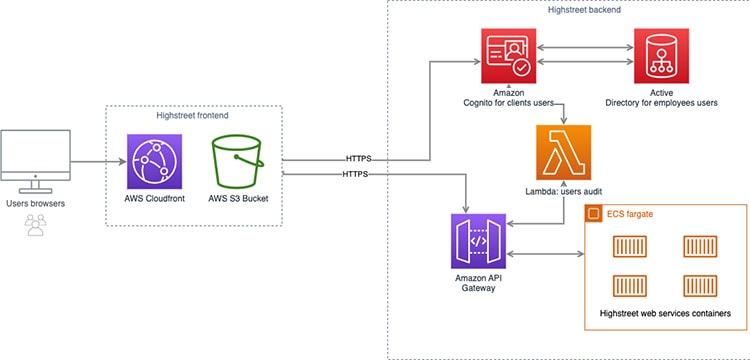 Highstreet backend
Amazon
Cognito for clients users
Active
Directory for employees users
Highstreet frontend
HTTPS
AWS Cloudfront
AWS S3 Bucket
HTTPS
Users browsers
Lambda: users audit
ECS fargate
Amazon API
Gateway
Highstreet web services containers